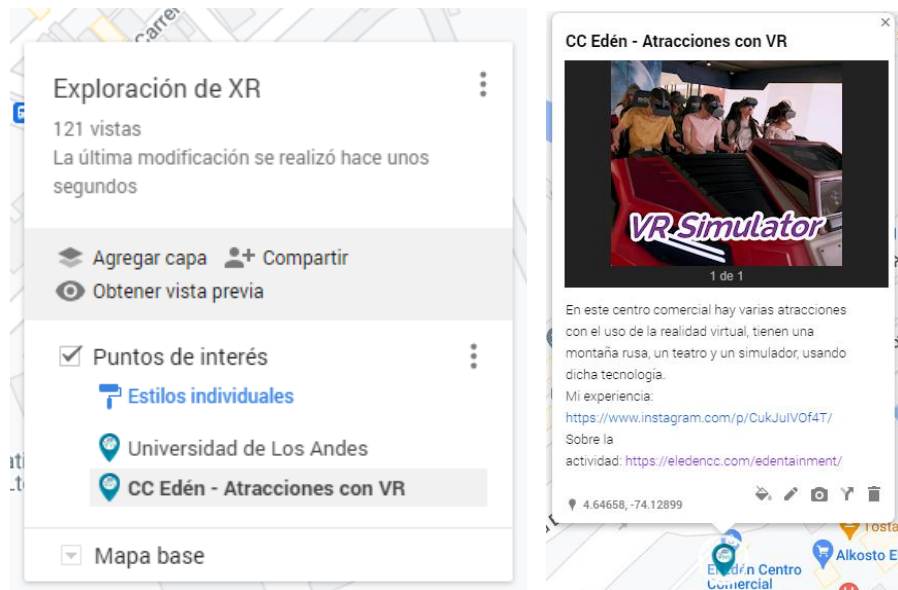 Carrer
Exploración de XR
121 vistas
La última modificación se realizó hace unos
segundos
Agregar capa Compartir
Obtener vista previa
Puntos de interés
Estilos individuales
Universidad de Los Andes
CC Edén - Atracciones con VR
Mapa base
CC Edén - Atracciones con VR
VR Simulator
1 de 1
En este centro comercial hay varias atracciones
con el uso de la realidad virtual, tienen una
montaña rusa, un teatro y un simulador, usando
dicha tecnología.
Mi experiencia:
https://www.instagram.com/p/CukJuIVOf4T/
Sobre la
actividad: https://eledencc.com/edentainment/
4.64658, -74.12899
Tosta
Alkosto E
El Edén Centro
Comercial